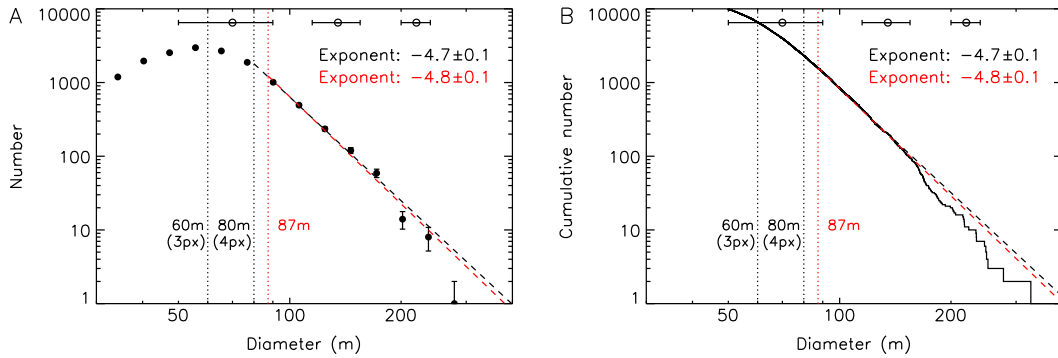 A
Number
10000
1000
100
10
1
Exponent: −4.7±0.1
Exponent: −4.8±0.1
60m
(3px)
80m
(4px)
87m
50
100
200
Diameter (m)
B
Cumulative number
10000
1000
100
10
1
Exponent: −4.7±0.1
Exponent: −4.8±0.1
60m
(3px)
80m
(4px)
87m
50
100
200
Diameter (m)